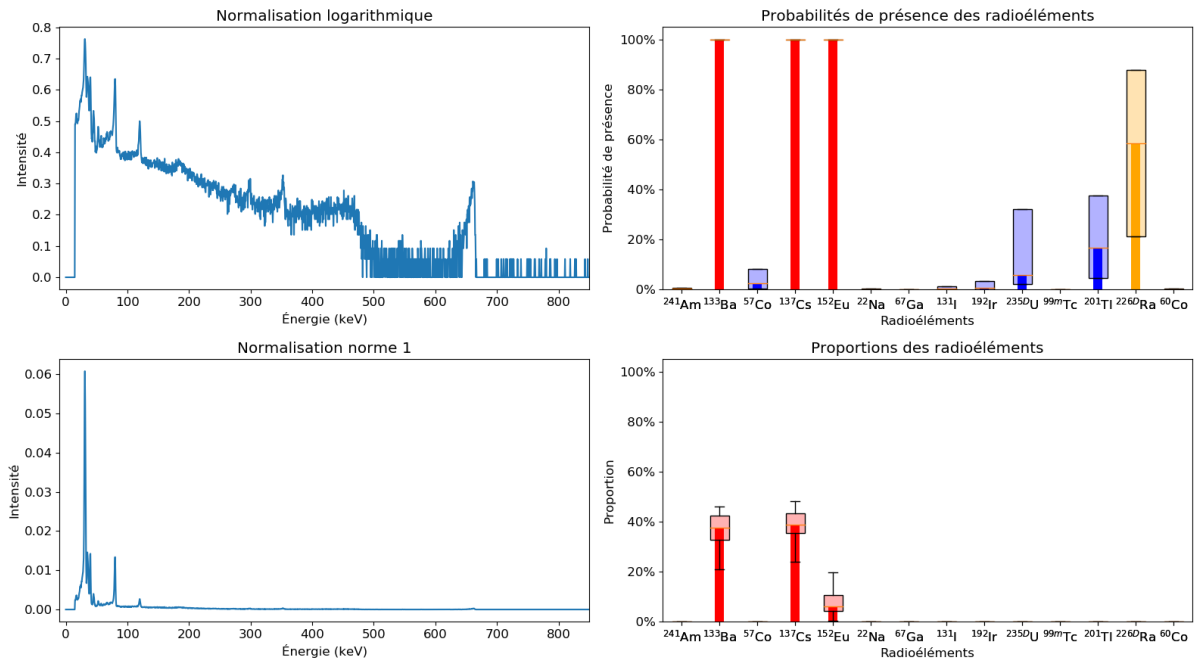 Normalisation logarithmique
Intensité
0.8
0.7
0.6
0.5
0.4
0.3
0.2
0.1
0.0
0 100 200 300 400 500 600 700 800
Énergie (keV)
Probabilités de présence des radioéléments
Probabilité de présence
100%
80%
60%
40%
20%
0%
²⁴¹Am ¹³³Ba ⁵⁷Co ¹³⁷Cs ¹⁵²Eu ²²Na ⁶⁷Ga ¹³¹I ¹⁹²Ir ²³⁵ᴰU ⁹⁹ᵐTc ²⁰¹Tl ²²⁶ᴰRa ⁶⁰Co
Radioéléments
Normalisation norme 1
Intensité
0.06
0.05
0.04
0.03
0.02
0.01
0.00
0 100 200 300 400 500 600 700 800
Énergie (keV)
Proportions des radioéléments
Proportion
100%
80%
60%
40%
20%
0%
²⁴¹Am ¹³³Ba ⁵⁷Co ¹³⁷Cs ¹⁵²Eu ²²Na ⁶⁷Ga ¹³¹I ¹⁹²Ir ²³⁵ᴰU ⁹⁹ᵐTc ²⁰¹Tl ²²⁶ᴰRa ⁶⁰Co
Radioéléments